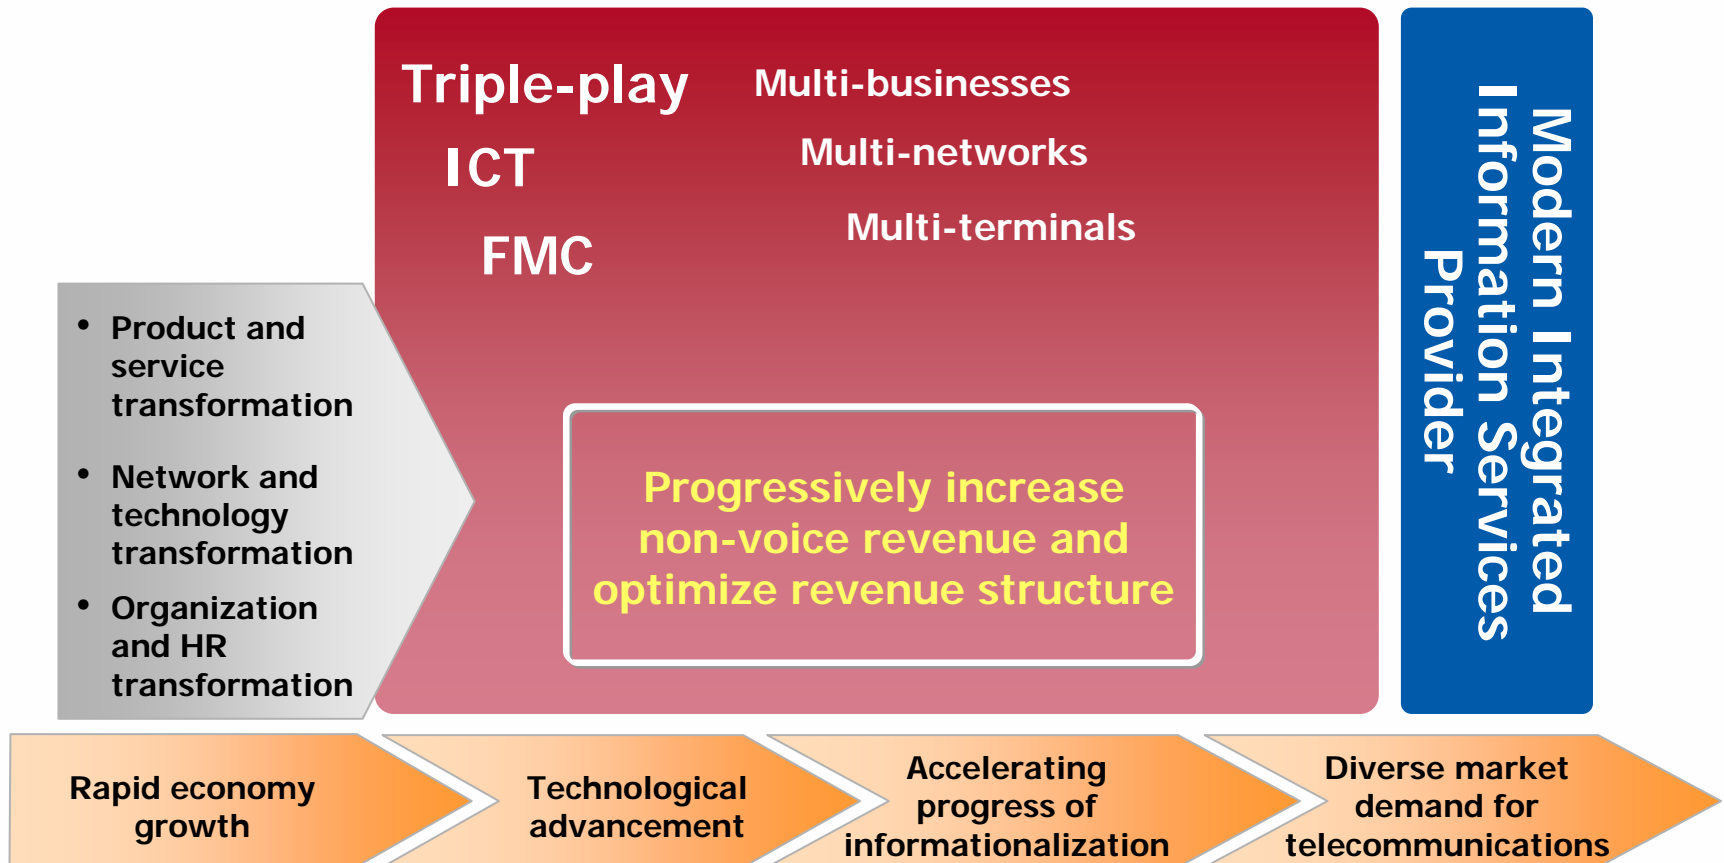 Triple-play
ICT
FMC
Multi-businesses
Multi-networks
Multi-terminals
• Product and
service
transformation
• Network and
technology
transformation
• Organization
and HR
transformation
Progressively increase
non-voice revenue and
optimize revenue structure
Modern Integrated
Information Services
Provider
Rapid economy
growth
Technological
advancement
Accelerating
progress of
informationalization
Diverse market
demand for
telecommunications